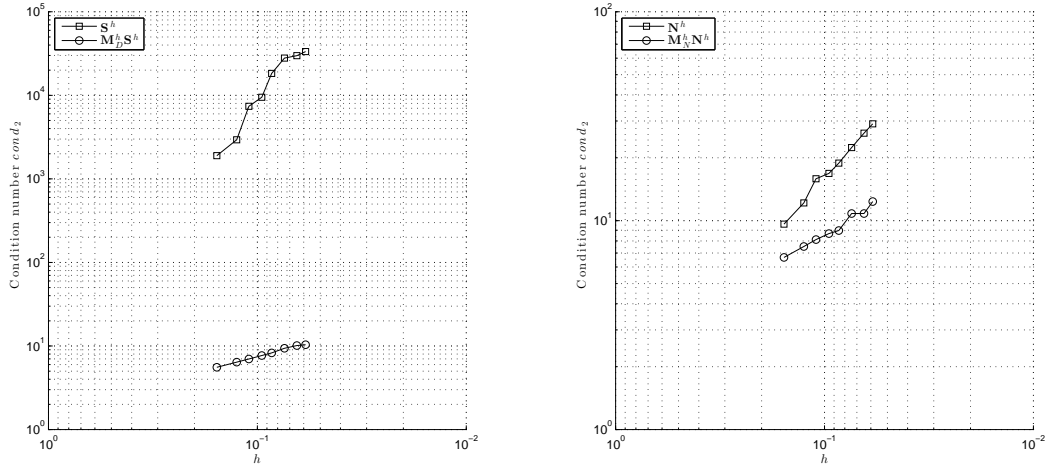 S^h
M_D^h S^h
10^5
10^4
10^3
10^2
10^1
10^0
Condition number cond_2
10^0
10^-1
10^-2
h
N^h
M_N^h N^h
10^2
10^1
10^0
Condition number cond_2
10^0
10^-1
10^-2
h